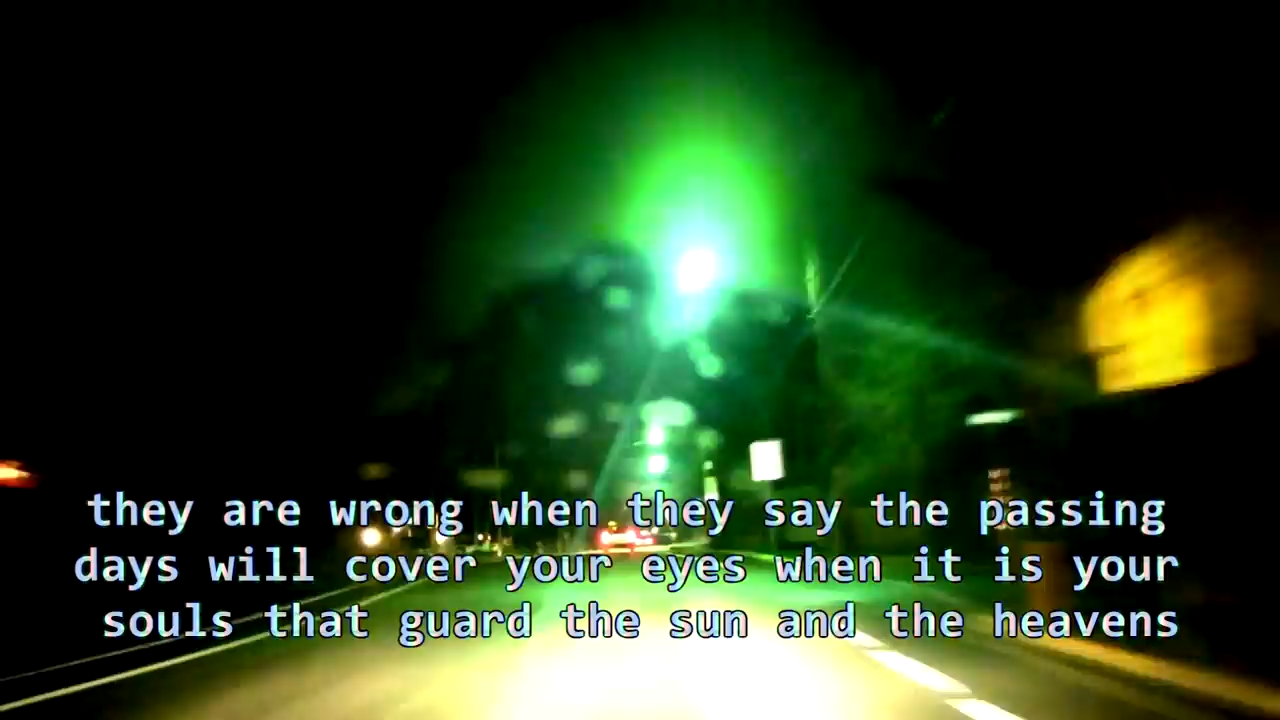 they are wrong when they say the passing
days will cover your eyes when it is your
souls that guard the sun and the heavens